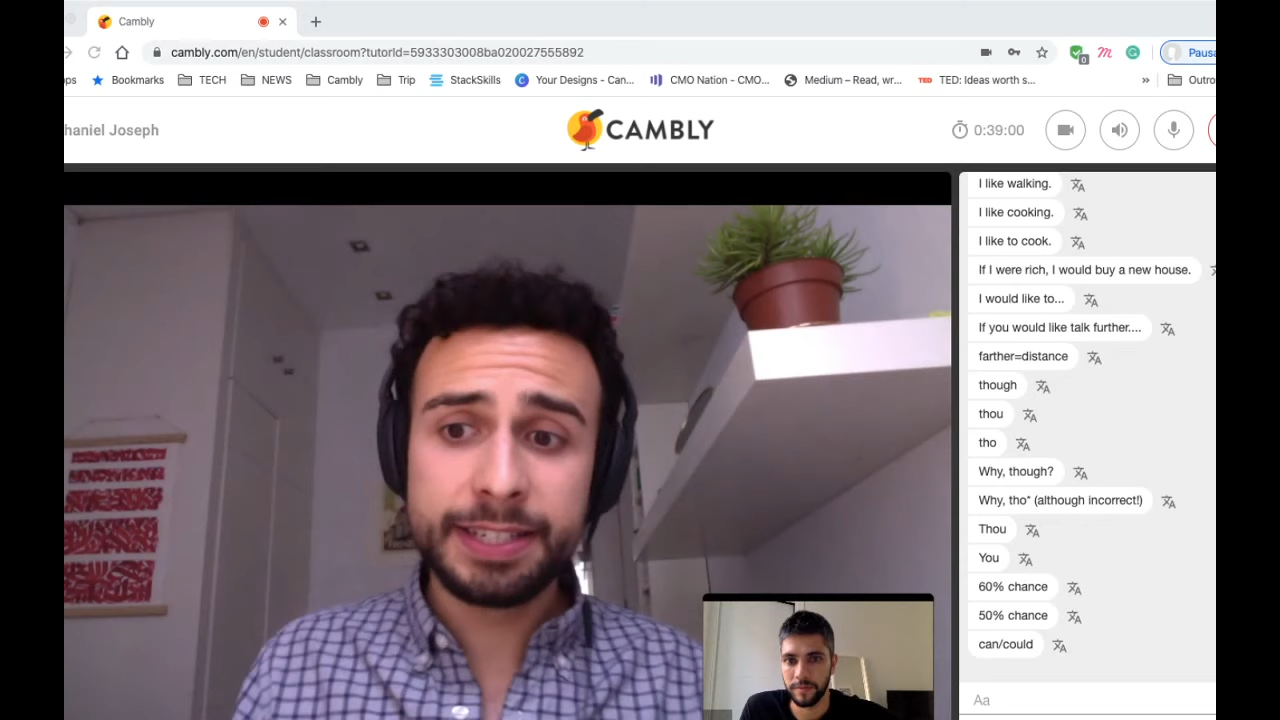 Cambly
cambly.com/en/student/classroom?tutorId=5933303008ba020027555892
0
Pausa
ps
Bookmarks
TECH
NEWS
Cambly
Trip
StackSkills
Your Designs - Can...
CMO Nation - CMO...
Medium – Read, wr...
TED
TED: Ideas worth s...
»
Outro
haniel Joseph
CAMBLY
0:39:00
I like walking.
I like cooking.
I like to cook.
If I were rich, I would buy a new house.
I would like to...
If you would like talk further....
farther=distance
though
thou
tho
Why, though?
Why, tho* (although incorrect!)
Thou
You
60% chance
50% chance
can/could
Aa